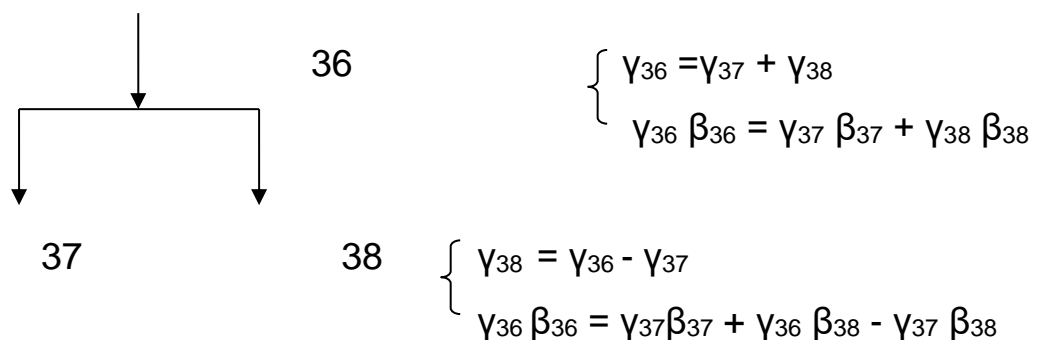 36
γ36 =γ37 + γ38
γ36 β36 = γ37 β37 + γ38 β38
37
38
γ38 = γ36 - γ37
γ36 β36 = γ37β37 + γ36 β38 - γ37 β38